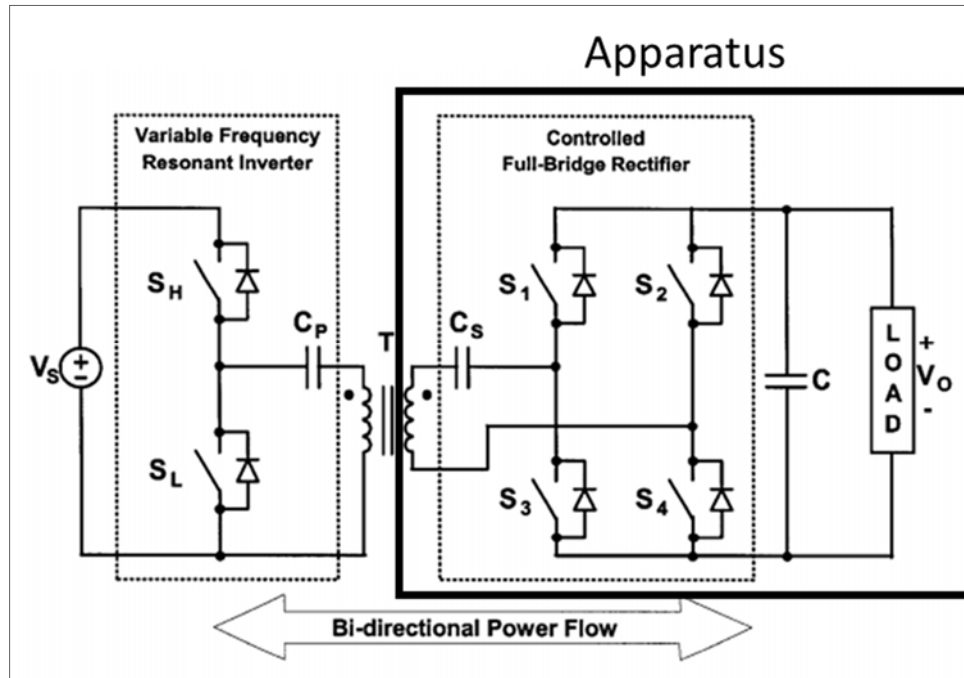 Apparatus
Variable Frequency
Resonant Inverter
Controlled
Full-Bridge Rectifier
S_H
S_1
S_2
C_P
T
C_S
V_S
+
-
C
L
O
A
D
+
V_O
-
S_L
S_3
S_4
Bi-directional Power Flow